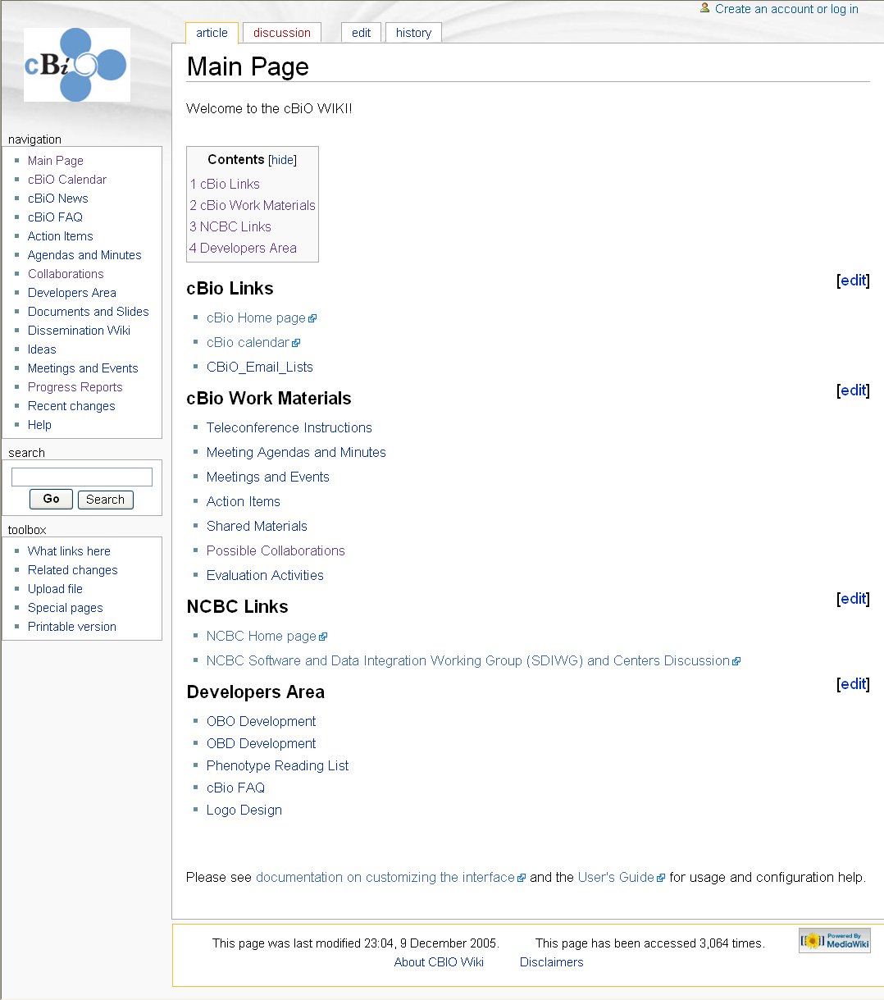 Create an account or log in
cBiO
article discussion edit history
Main Page
Welcome to the cBiO WIKI!
Contents [hide]
1 cBio Links
2 cBio Work Materials
3 NCBC Links
4 Developers Area
cBio Links [edit]
cBio Home page
cBio calendar
CBiO_Email_Lists
cBio Work Materials [edit]
Teleconference Instructions
Meeting Agendas and Minutes
Meetings and Events
Action Items
Shared Materials
Possible Collaborations
Evaluation Activities
NCBC Links [edit]
NCBC Home page
NCBC Software and Data Integration Working Group (SDIWG) and Centers Discussion
Developers Area [edit]
OBO Development
OBD Development
Phenotype Reading List
cBio FAQ
Logo Design
Please see documentation on customizing the interface and the User's Guide for usage and configuration help.
navigation
Main Page
cBiO Calendar
cBiO News
cBiO FAQ
Action Items
Agendas and Minutes
Collaborations
Developers Area
Documents and Slides
Dissemination Wiki
Ideas
Meetings and Events
Progress Reports
Recent changes
Help
search
Go Search
toolbox
What links here
Related changes
Upload file
Special pages
Printable version
This page was last modified 23:04, 9 December 2005. This page has been accessed 3,064 times.
About CBIO Wiki Disclaimers
Powered By
MediaWiki